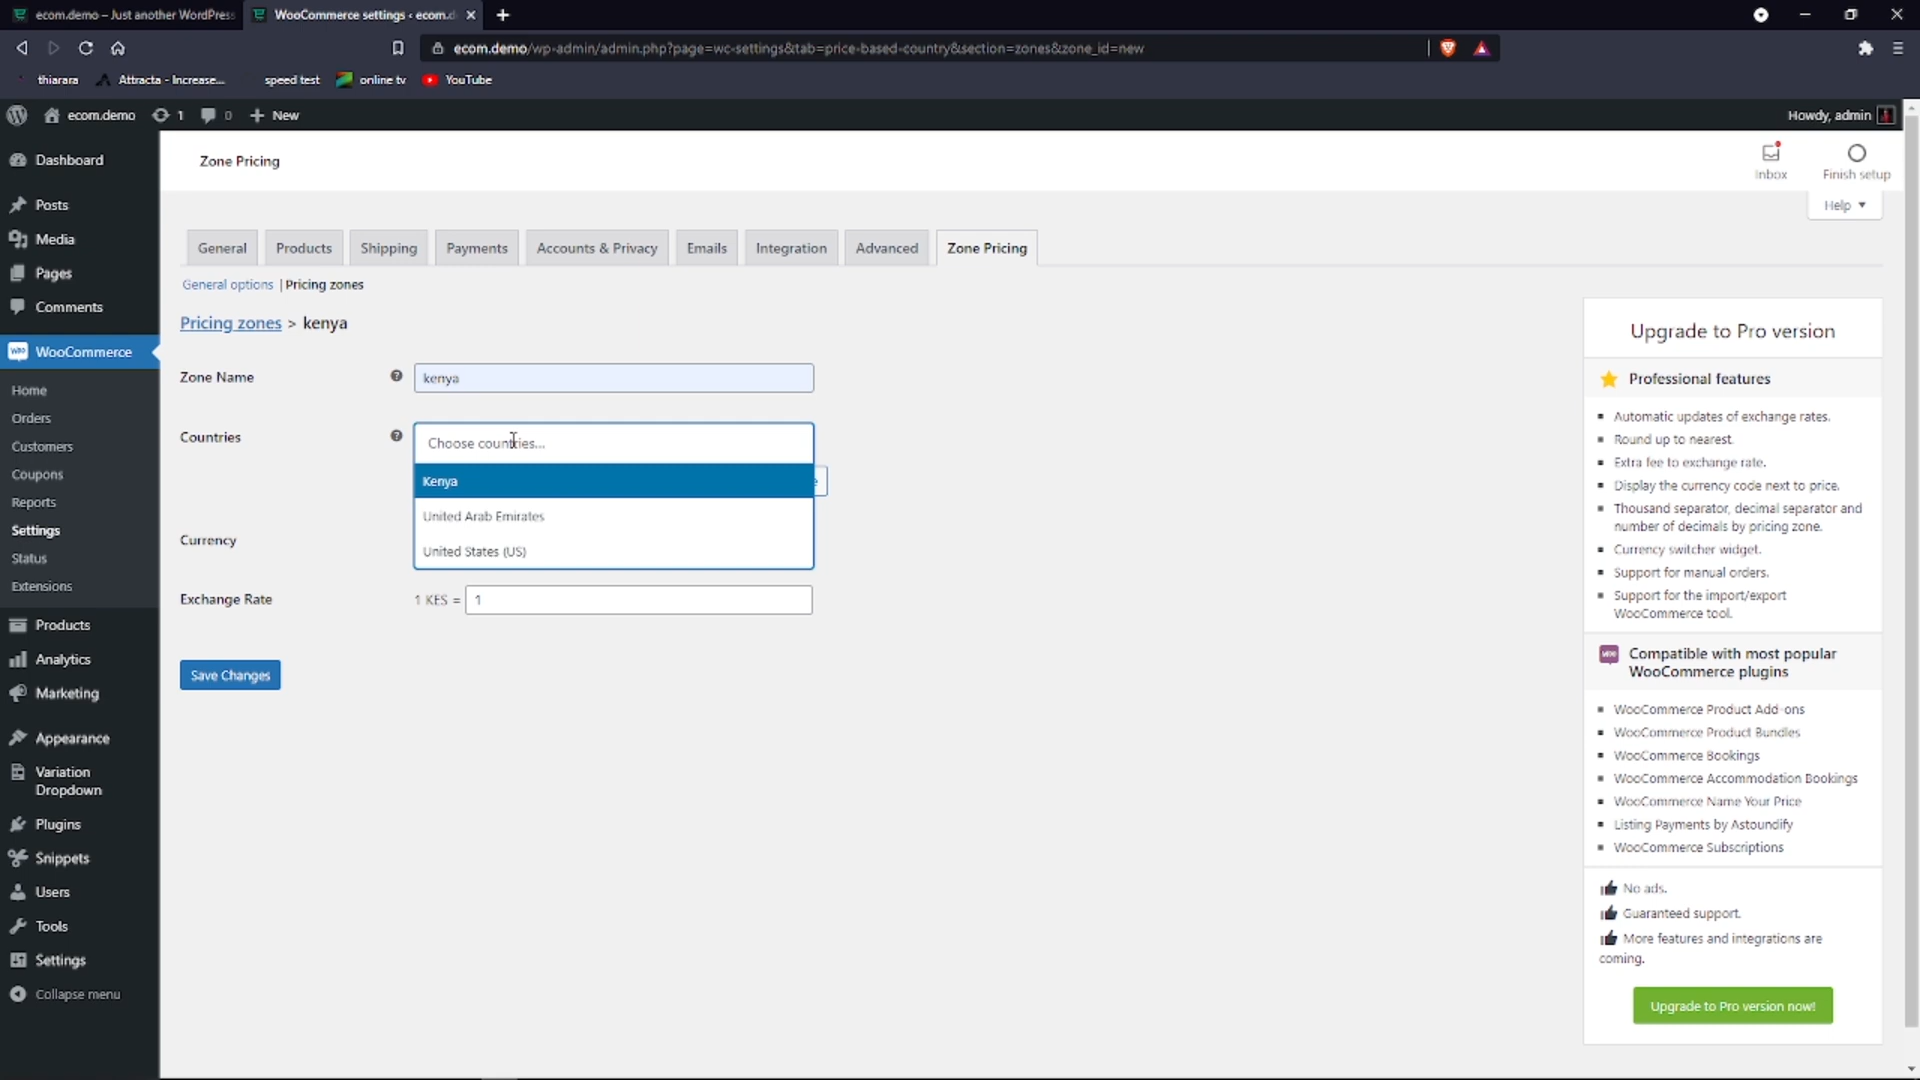 ecom.demo – Just another WordPress
WooCommerce settings ‹ ecom.d
ecom.demo/wp-admin/admin.php?page=wc-settings&tab=price-based-country&section=zones&zone_id=new
thiarara
Attracta - Increase...
speed test
online tv
YouTube
ecom.demo
1
0
New
Howdy, admin
Dashboard
Posts
Media
Pages
Comments
WooCommerce
Home
Orders
Customers
Coupons
Reports
Settings
Status
Extensions
Products
Analytics
Marketing
Appearance
Variation
Dropdown
Plugins
Snippets
Users
Tools
Settings
Collapse menu
Zone Pricing
Inbox
Finish setup
Help
General
Products
Shipping
Payments
Accounts & Privacy
Emails
Integration
Advanced
Zone Pricing
General options | Pricing zones
Pricing zones > kenya
Zone Name
kenya
Countries
Choose countries...
Kenya
United Arab Emirates
United States (US)
Currency
Exchange Rate
1 KES =
1
Save Changes
Upgrade to Pro version
Professional features
Automatic updates of exchange rates.
Round up to nearest.
Extra fee to exchange rate.
Display the currency code next to price.
Thousand separator, decimal separator and
number of decimals by pricing zone.
Currency switcher widget.
Support for manual orders.
Support for the import/export
WooCommerce tool.
Compatible with most popular
WooCommerce plugins
WooCommerce Product Add-ons
WooCommerce Product Bundles
WooCommerce Bookings
WooCommerce Accommodation Bookings
WooCommerce Name Your Price
Listing Payments by Astoundify
WooCommerce Subscriptions
No ads.
Guaranteed support.
More features and integrations are
coming.
Upgrade to Pro version now!